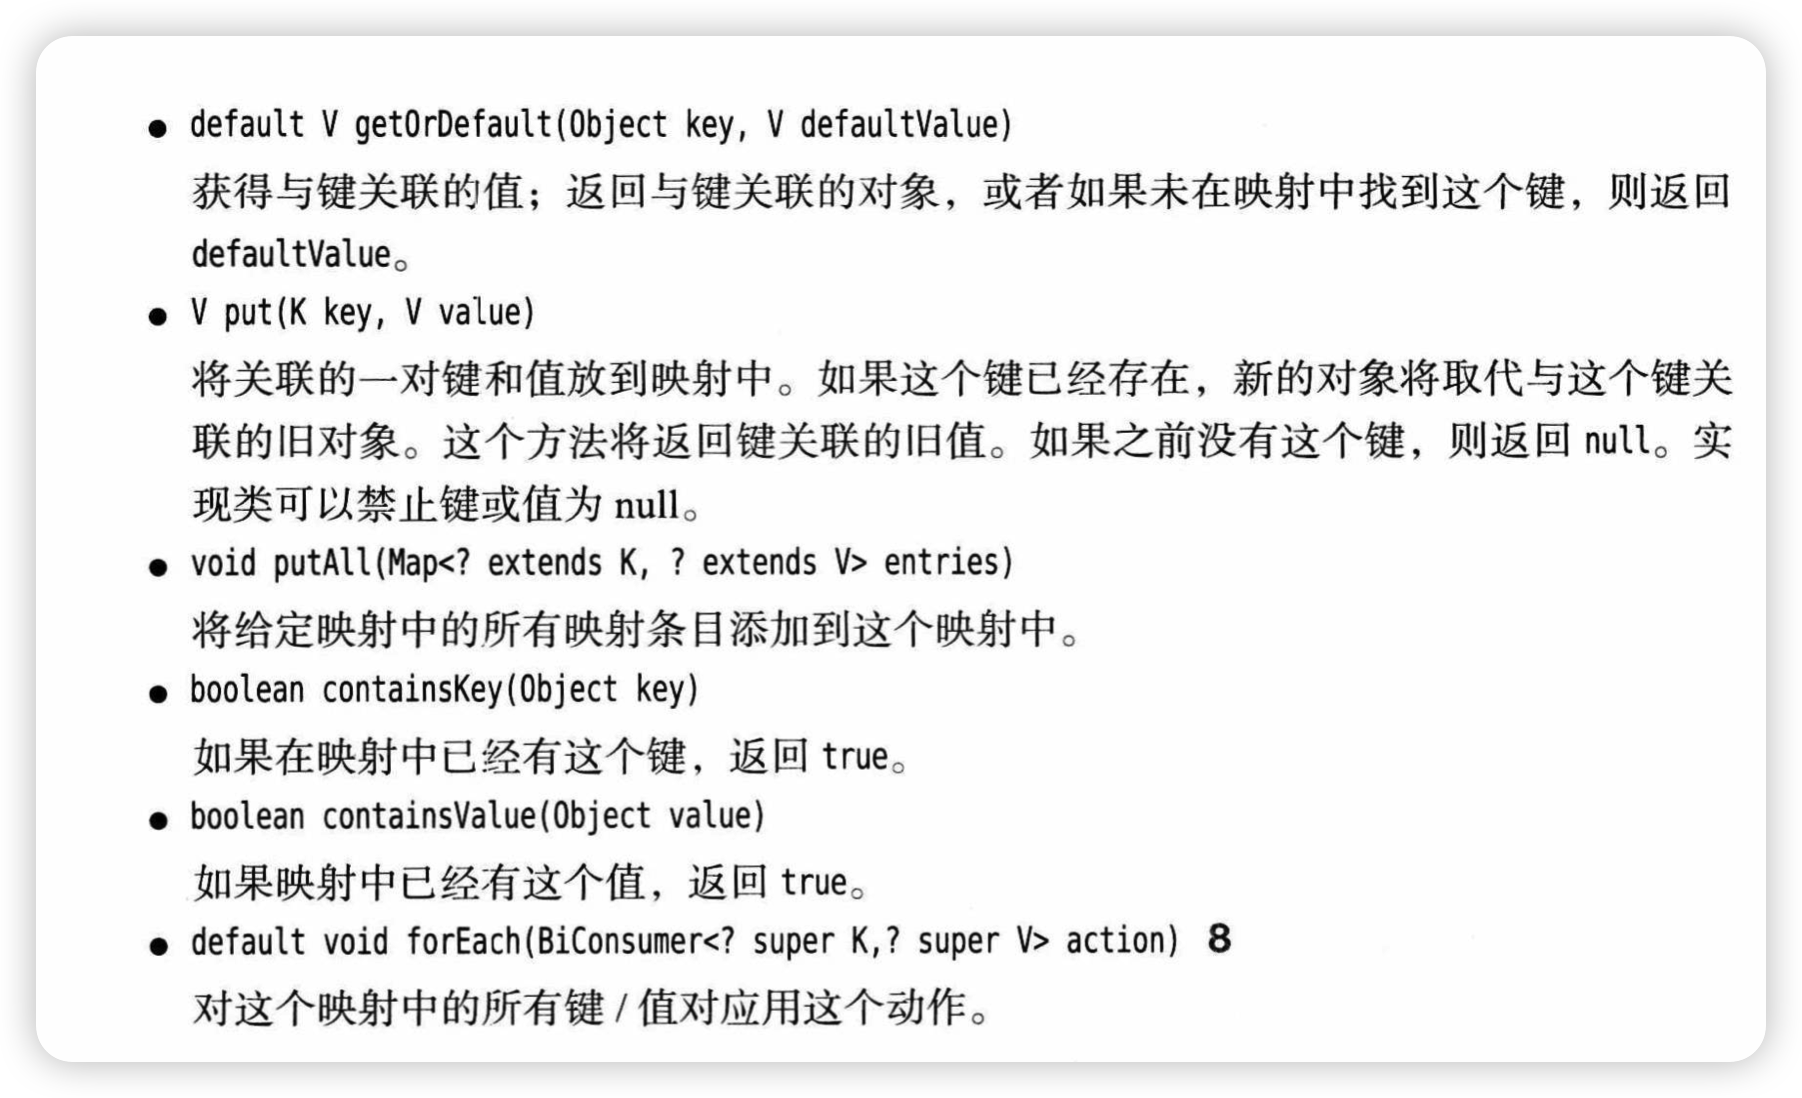 ● default V getOrDefault(Object key, V defaultValue)
获得与键关联的值；返回与键关联的对象，或者如果未在映射中找到这个键，则返回
defaultValue。
● V put(K key, V value)
将关联的一对键和值放到映射中。如果这个键已经存在，新的对象将取代与这个键关
联的旧对象。这个方法将返回键关联的旧值。如果之前没有这个键，则返回 null。实
现类可以禁止键或值为 null。
● void putAll(Map<? extends K, ? extends V> entries)
将给定映射中的所有映射条目添加到这个映射中。
● boolean containsKey(Object key)
如果在映射中已经有这个键，返回 true。
● boolean containsValue(Object value)
如果映射中已经有这个值，返回 true。
● default void forEach(BiConsumer<? super K,? super V> action) 8
对这个映射中的所有键 / 值对应用这个动作。